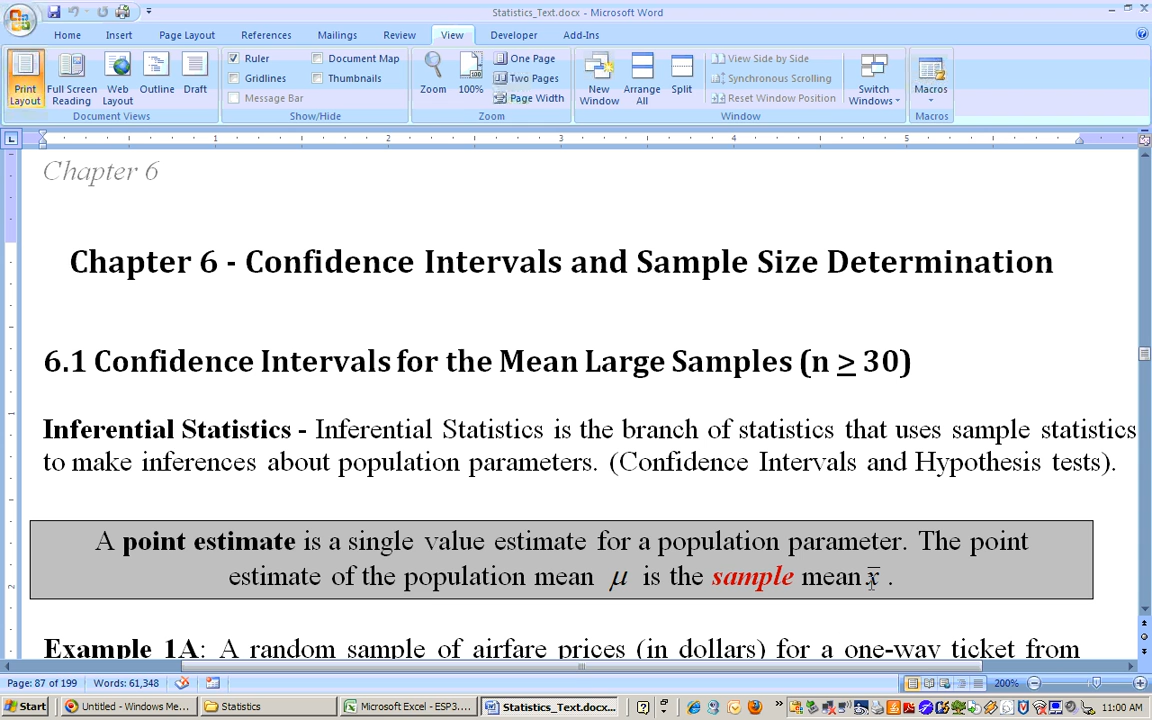 Statistics_Text.docx - Microsoft Word
Home Insert Page Layout References Mailings Review View Developer Add-Ins
Print Layout
Full Screen Reading
Web Layout
Outline
Draft
Document Views
Ruler
Gridlines
Message Bar
Document Map
Thumbnails
Show/Hide
Zoom
100%
One Page
Two Pages
Page Width
Zoom
New Window
Arrange All
Split
View Side by Side
Synchronous Scrolling
Reset Window Position
Switch Windows
Window
Macros
Macros
1 2 3 4 5
Chapter 6
Chapter 6 - Confidence Intervals and Sample Size Determination
6.1 Confidence Intervals for the Mean Large Samples (n ≥ 30)
Inferential Statistics - Inferential Statistics is the branch of statistics that uses sample statistics
to make inferences about population parameters. (Confidence Intervals and Hypothesis tests).
A point estimate is a single value estimate for a population parameter. The point
estimate of the population mean μ is the sample mean x̄ .
Example 1A: A random sample of airfare prices (in dollars) for a one-way ticket from
Page: 87 of 199 Words: 61,348 200%
Start Untitled - Windows Me... Statistics Microsoft Excel - ESP3.... Statistics_Text.docx... 11:00 AM